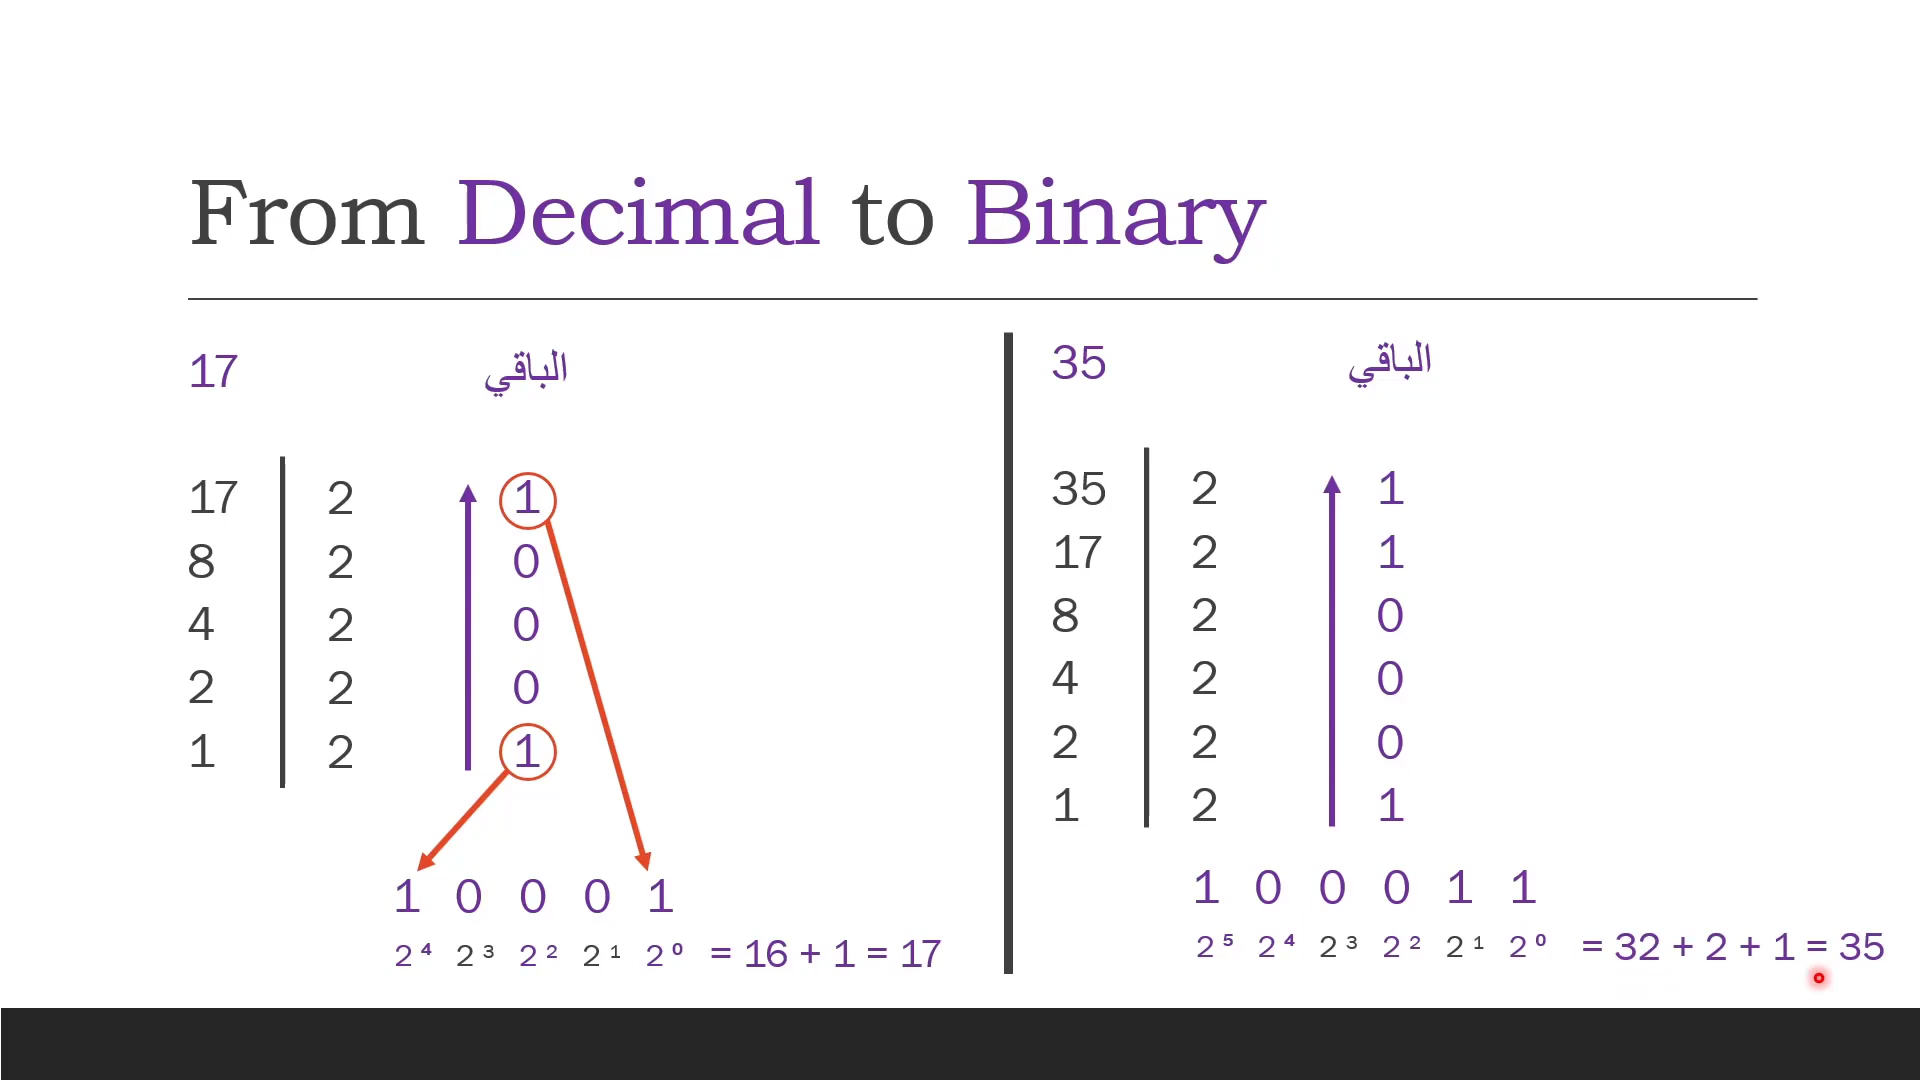 From Decimal to Binary
17 الباقي
17 2 1
8 2 0
4 2 0
2 2 0
1 2 1
1 0 0 0 1
2⁴ 2³ 2² 2¹ 2⁰ = 16 + 1 = 17
35 الباقي
35 2 1
17 2 1
8 2 0
4 2 0
2 2 0
1 2 1
1 0 0 0 1 1
2⁵ 2⁴ 2³ 2² 2¹ 2⁰ = 32 + 2 + 1 = 35